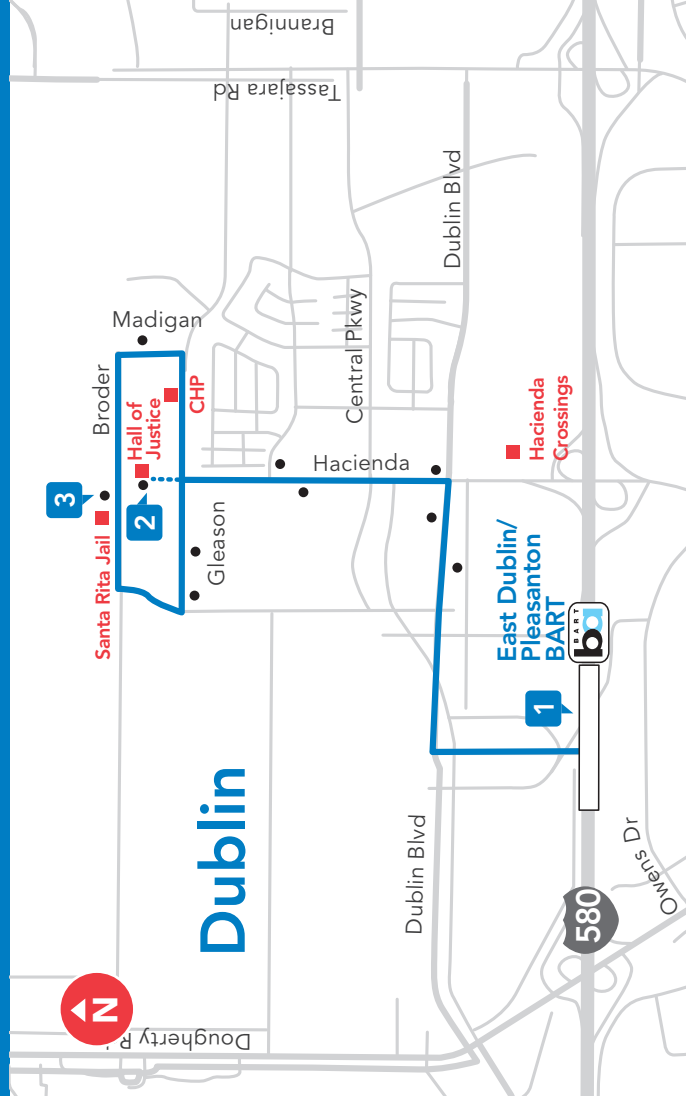 Brannigan
Tassajara Rd
Dublin Blvd
Madigan
Broder
Hall of
Justice
CHP
Central Pkwy
Hacienda
Hacienda
Crossings
3
Santa Rita Jail
2
Gleason
East Dublin/
Pleasanton
BART
BART
ba
1
Dublin
Dublin Blvd
Owens Dr
580
N
Dougherty R